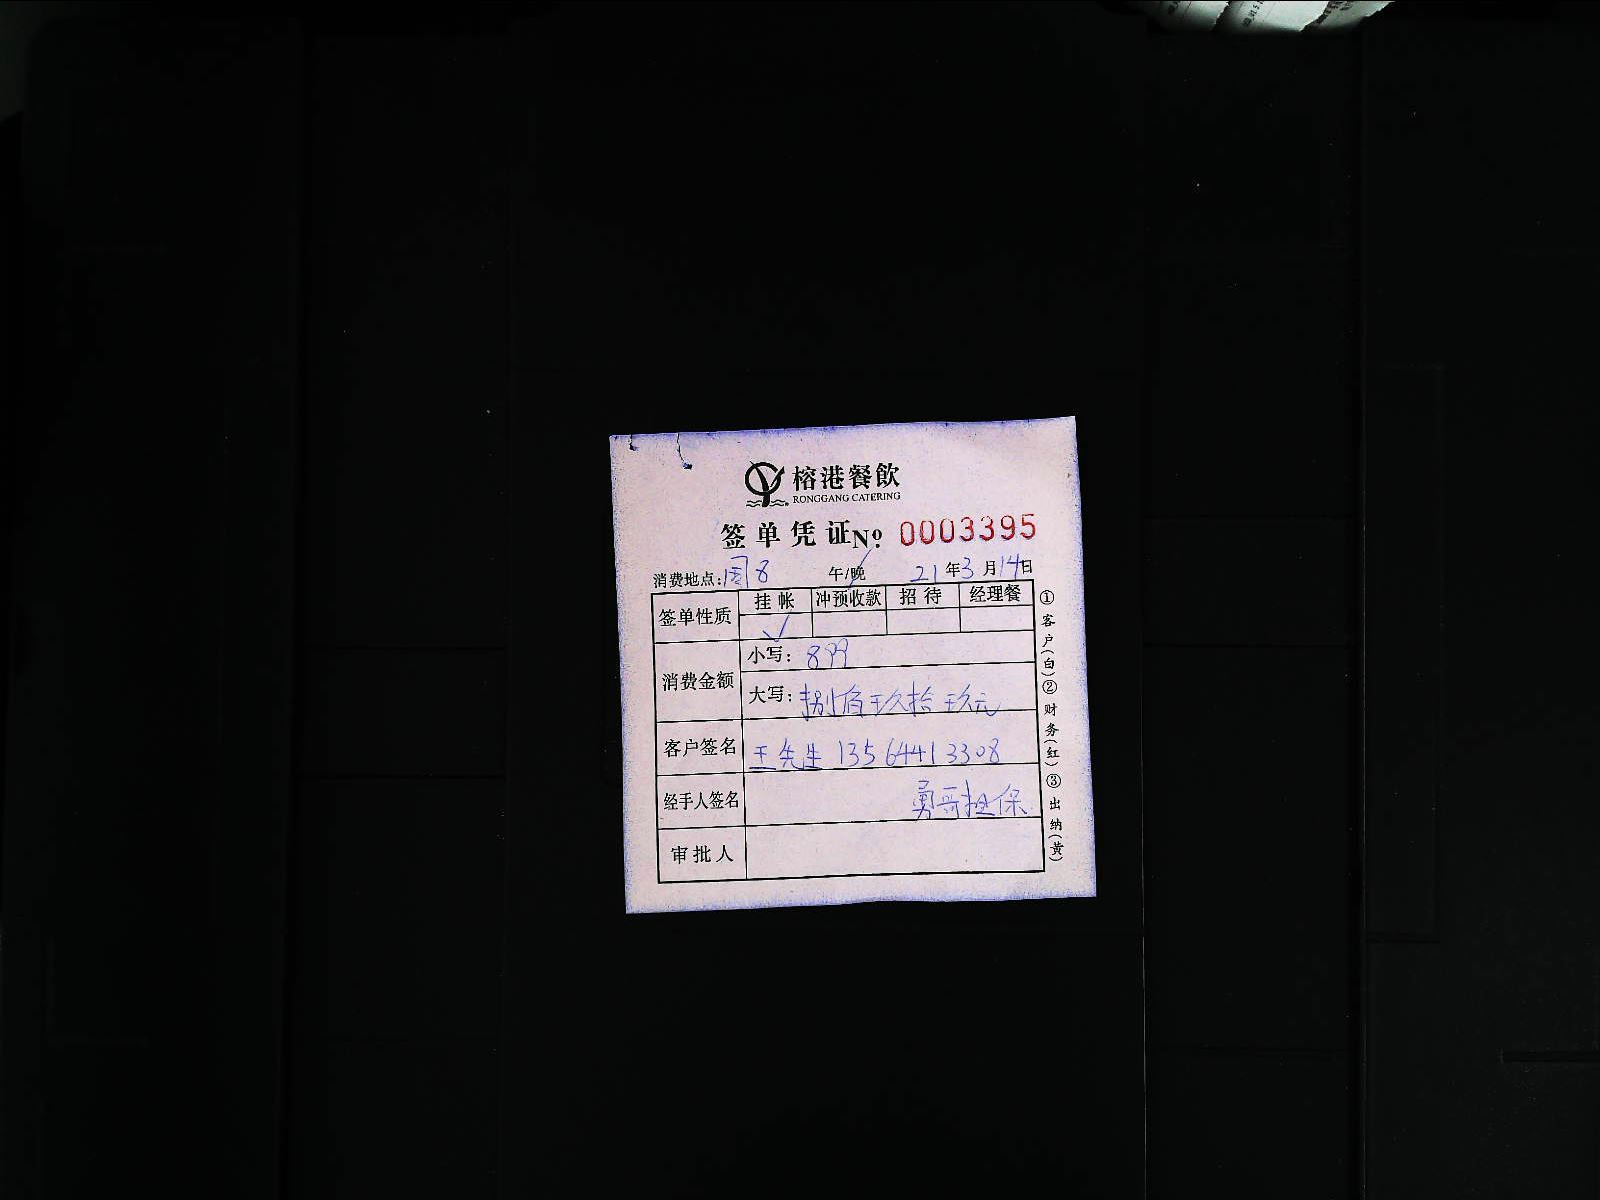 榕港餐飲
RONGGANG CATERING
签单凭证No. 0003395
消费地点:周8 午/晚 21年3月14日
签单性质 挂帐 冲预收款 招待 经理餐
✓
消费金额 小写: 899
大写: 捌佰玖拾玖元
客户签名 王先生 13564413308
经手人签名 勇哥担保
审批人
①客户(白)②财务(红)③出纳(黄)